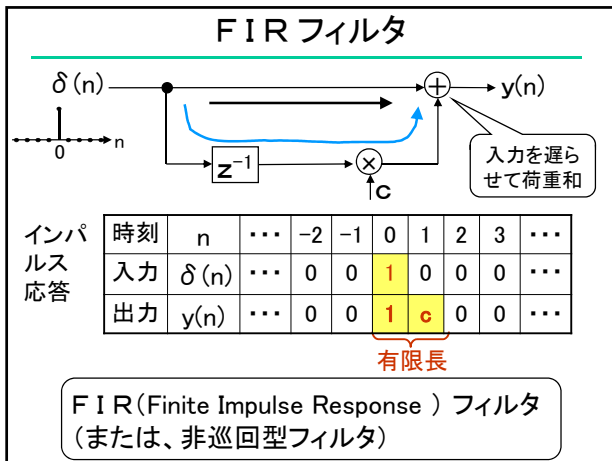 ＦＩＲフィルタ
δ(n)
y(n)
n
0
z⁻¹
c
入力を遅ら
せて荷重和
インパ
ルス
応答
時刻 n ・・・ -2 -1 0 1 2 3 ・・・
入力 δ(n) ・・・ 0 0 1 0 0 0 ・・・
出力 y(n) ・・・ 0 0 1 c 0 0 ・・・
有限長
ＦＩＲ(Finite Impulse Response ) フィルタ
(または、非巡回型フィルタ)